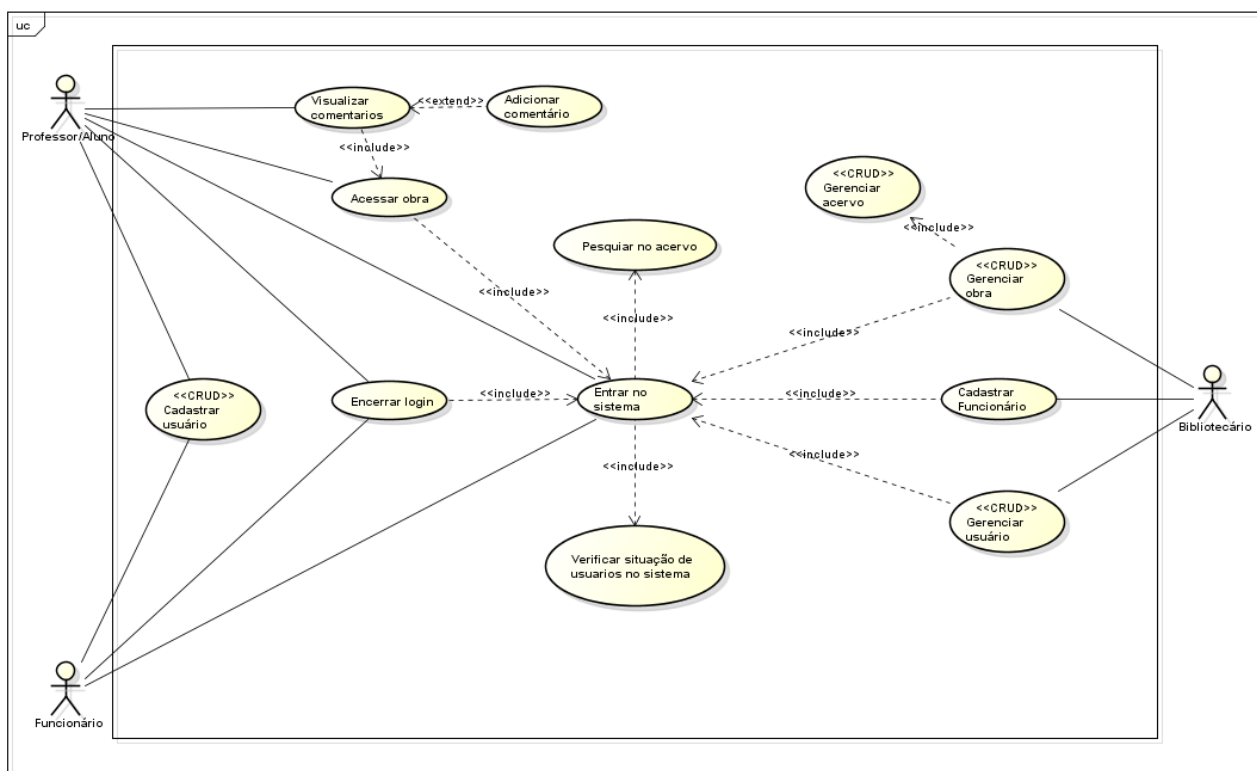 uc
Professor/Aluno
Visualizar
comentarios
<<extend>>
Adicionar
comentário
<<include>>
Acessar obra
<<CRUD>>
Gerenciar
acervo
<<include>>
Pesquiar no acervo
<<CRUD>>
Gerenciar
obra
<<include>>
<<include>>
<<include>>
<<CRUD>>
Cadastrar
usuário
Encerrar login
<<include>>
Entrar no
sistema
<<include>>
Cadastrar
Funcionário
Bibliotecário
<<include>>
<<include>>
<<CRUD>>
Gerenciar
usuário
Verificar situação de
usuarios no sistema
Funcionário